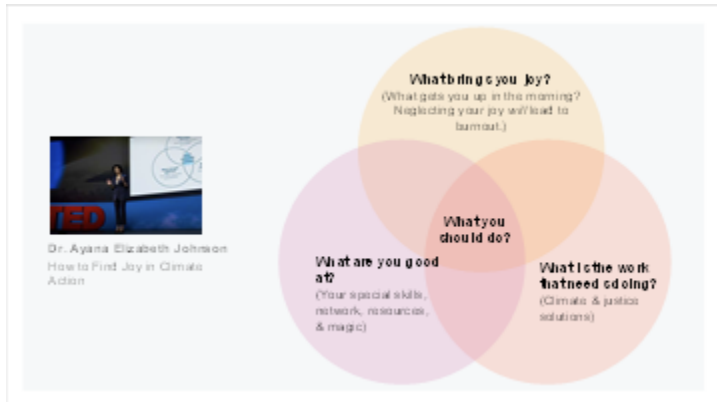 What brings you joy?
(What gets you up in the morning?
Neglecting your joy will lead to
burnout.)
TED
Dr. Ayana Elizabeth Johnson
How to Find Joy in Climate
Action
What you
should do?
What are you good
at?
(Your special skills,
network, resources,
& magic)
What is the work
that needs doing?
(Climate & justice
solutions)